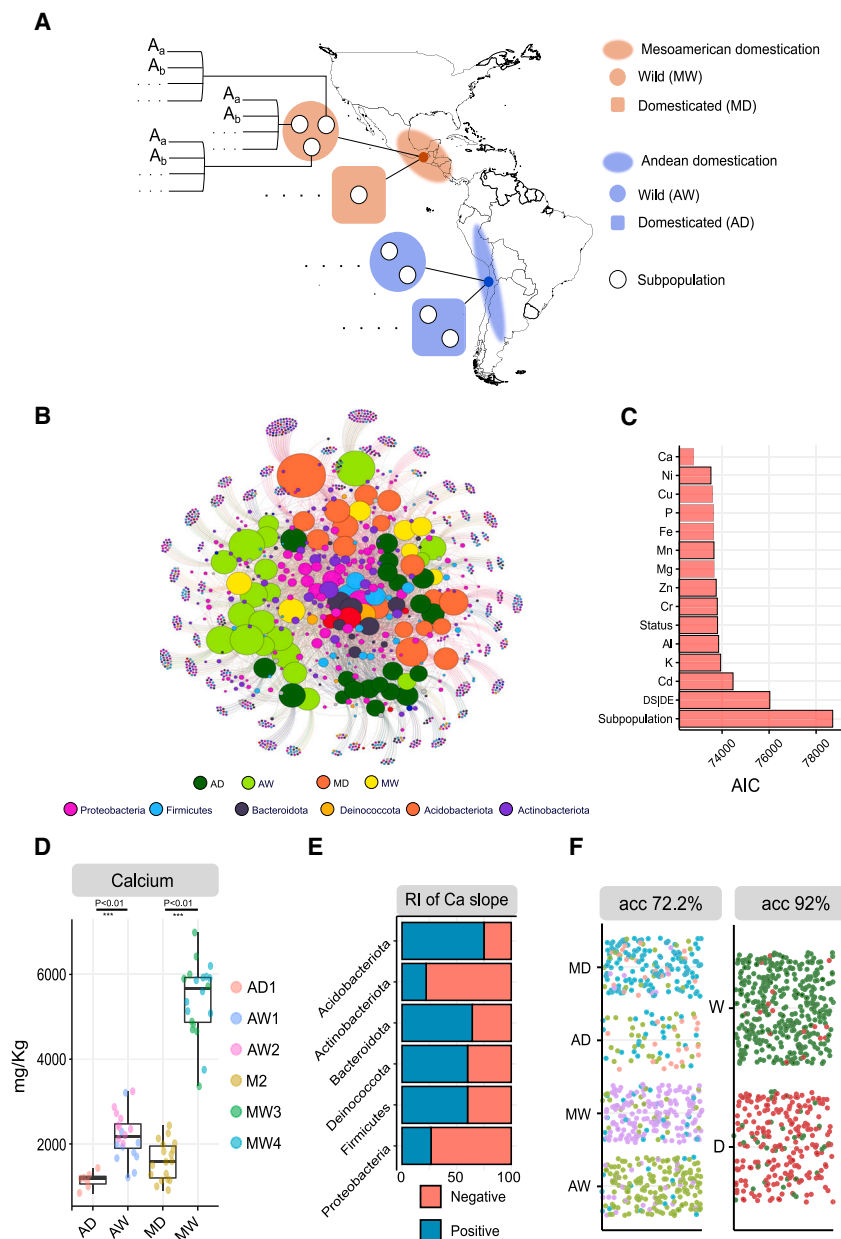 A
Aa
Ab
Aa
Ab
Aa
Ab
Mesoamerican domestication
Wild (MW)
Domesticated (MD)
Andean domestication
Wild (AW)
Domesticated (AD)
Subpopulation
B
AD AW MD MW
Proteobacteria Firmicutes Bacteroidota Deinococcota Acidobacteriota Actinobacteriota
C
Ca
Ni
Cu
P
Fe
Mn
Mg
Zn
Cr
Status
Al
K
Cd
DS|DE
Subpopulation
74000 76000 78000
AIC
D
Calcium
P<0.01 P<0.01
*** ***
mg/Kg
6000
4000
2000
AD AW MD MW
AD1
AW1
AW2
M2
MW3
MW4
E
RI of Ca slope
Acidobacteriota
Actinobacteriota
Bacteroidota
Deinococcota
Firmicutes
Proteobacteria
0 50 100
Negative
Positive
F
acc 72.2% acc 92%
MD
AD
MW
AW
W
D